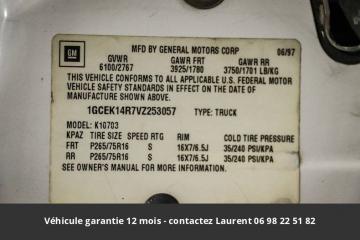 MFD BY GENERAL MOTORS CORP 06/97
GM
GVWR GAWR FRT GAWR RR
6100/2767 3925/1780 3750/1701 LB/KG
THIS VEHICLE CONFORMS TO ALL APPLICABLE U.S. FEDERAL MOTOR
VEHICLE SAFETY STANDARDS IN EFFECT ON THE DATE OF
MANUFACTURE SHOWN ABOVE.
1GCEK14R7VZ253057 TYPE: TRUCK
MODEL: K10703
KPAZ TIRE SIZE SPEED RTG RIM COLD TIRE PRESSURE
FRT P265/75R16 S 16X7/6.5J 35/240 PSI/KPA
RR P265/75R16 S 16X7/6.5J 35/240 PSI/KPA
SEE OWNER'S MANUAL FOR MORE INFORMATION.
Véhicule garantie 12 mois - contactez Laurent 06 98 22 51 82